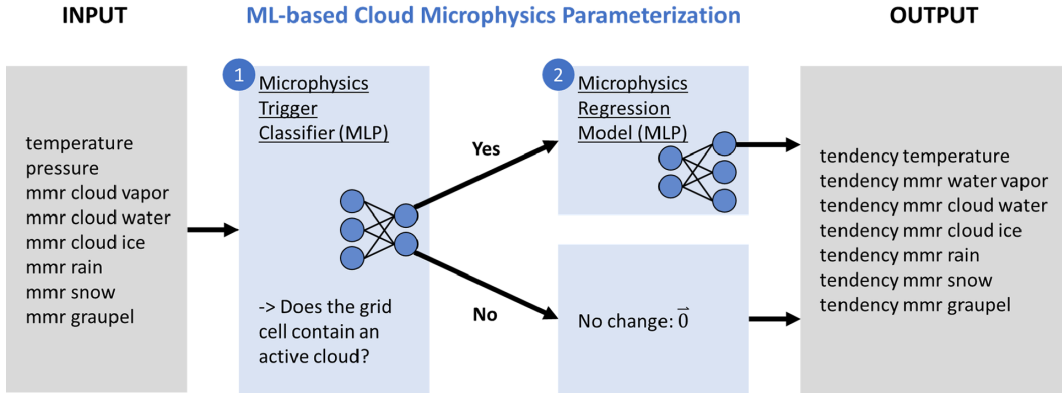 INPUT
ML-based Cloud Microphysics Parameterization
OUTPUT
temperature
pressure
mmr cloud vapor
mmr cloud water
mmr cloud ice
mmr rain
mmr snow
mmr graupel
1
Microphysics
Trigger
Classifier (MLP)
-> Does the grid
cell contain an
active cloud?
Yes
No
2
Microphysics
Regression
Model (MLP)
No change: $\vec{0}$
tendency temperature
tendency mmr water vapor
tendency mmr cloud water
tendency mmr cloud ice
tendency mmr rain
tendency mmr snow
tendency mmr graupel